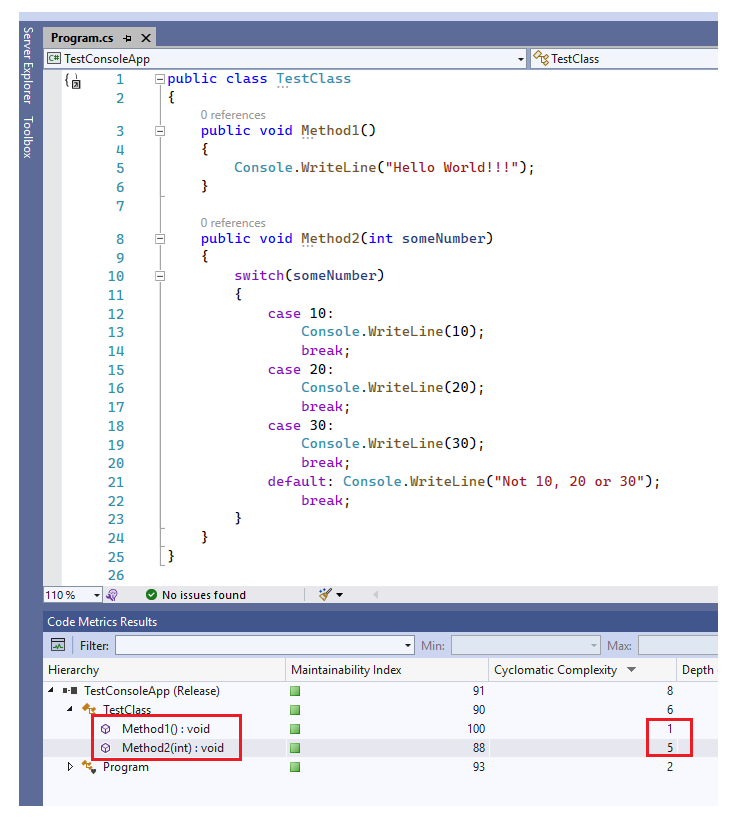 Server Explorer
Toolbox
Program.cs
C# TestConsoleApp
TestClass
1 public class TestClass
2 {
0 references
3 public void Method1()
4 {
5 Console.WriteLine("Hello World!!!");
6 }
7
0 references
8 public void Method2(int someNumber)
9 {
10 switch(someNumber)
11 {
12 case 10:
13 Console.WriteLine(10);
14 break;
15 case 20:
16 Console.WriteLine(20);
17 break;
18 case 30:
19 Console.WriteLine(30);
20 break;
21 default: Console.WriteLine("Not 10, 20 or 30");
22 break;
23 }
24 }
25 }
26
110 % No issues found
Code Metrics Results
Filter: Min: Max:
Hierarchy Maintainability Index Cyclomatic Complexity Depth
TestConsoleApp (Release) 91 8
TestClass 90 6
Method1() : void 100 1
Method2(int) : void 88 5
Program 93 2